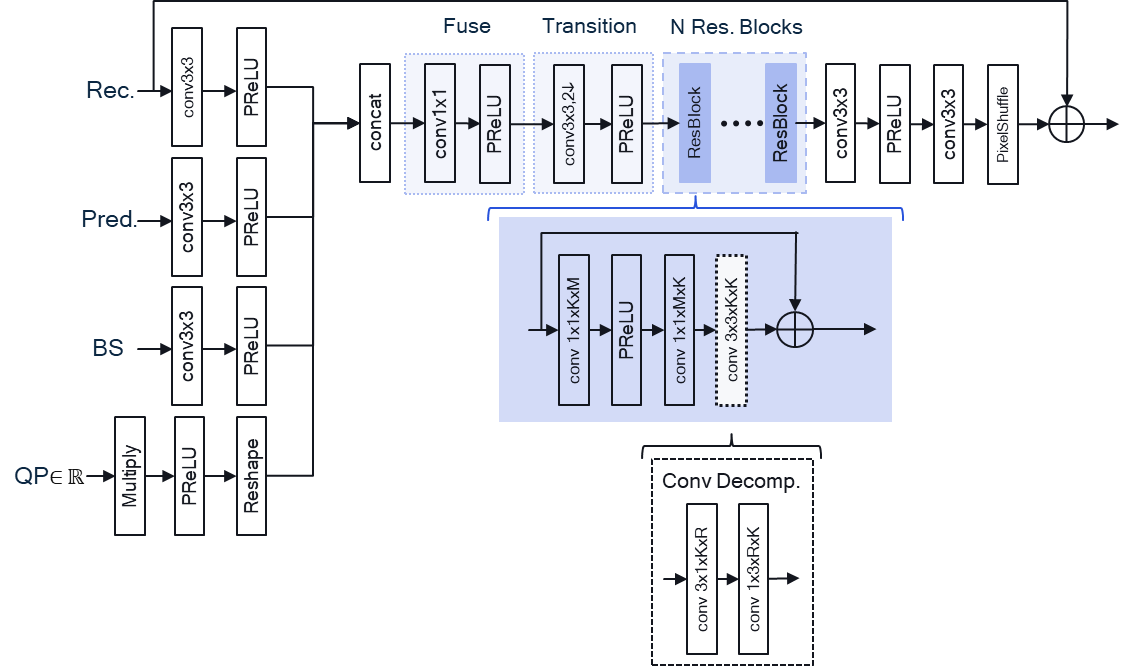 Fuse
Transition
N Res. Blocks
Rec.
conv3x3
PReLU
concat
conv1x1
PReLU
conv3x3,2↓
PReLU
ResBlock
••••
ResBlock
conv3x3
PReLU
conv3x3
PixelShuffle
Pred.
conv3x3
PReLU
BS
conv3x3
PReLU
conv 1x1xKxM
PReLU
conv 1x1xMxK
conv 3x3xKxK
QP∈ℝ
Multiply
PReLU
Reshape
Conv Decomp.
conv 3x1xKxR
conv 1x3xRxK